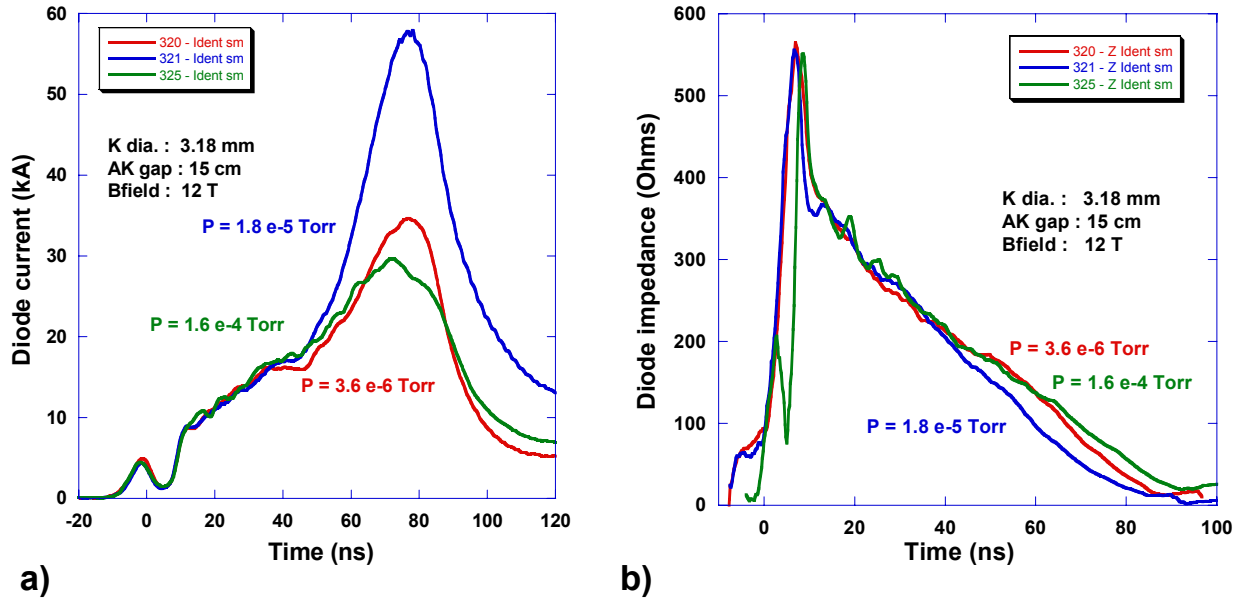 60
50
40
30
20
10
0
Diode current (kA)
320 - Ident sm
321 - Ident sm
325 - Ident sm
K dia. : 3.18 mm
AK gap : 15 cm
Bfield : 12 T
P = 1.8 e-5 Torr
P = 1.6 e-4 Torr
P = 3.6 e-6 Torr
-20 0 20 40 60 80 100 120
Time (ns)
a)
600
500
400
300
200
100
0
Diode impedance (Ohms)
320 - Z Ident sm
321 - Z Ident sm
325 - Z Ident sm
K dia. : 3.18 mm
AK gap : 15 cm
Bfield : 12 T
P = 3.6 e-6 Torr
P = 1.6 e-4 Torr
P = 1.8 e-5 Torr
0 20 40 60 80 100
Time (ns)
b)